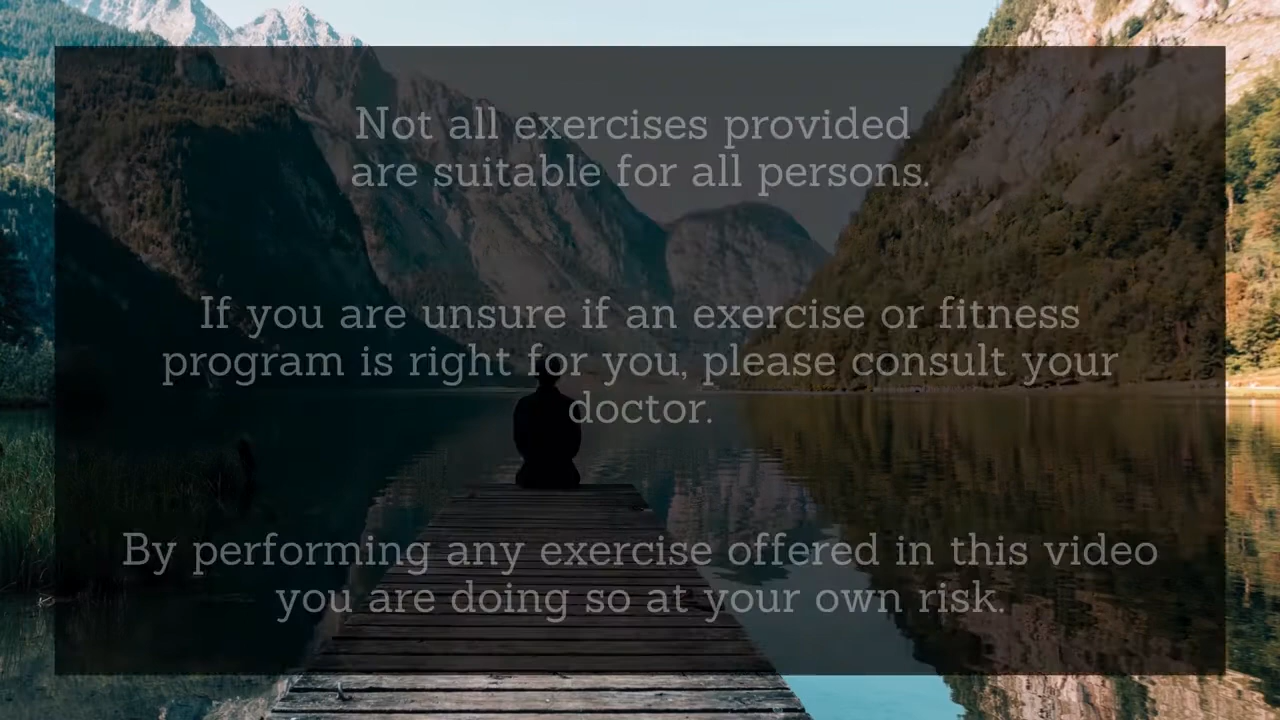 Not all exercises provided
are suitable for all persons.
If you are unsure if an exercise or fitness
program is right for you, please consult your
doctor.
By performing any exercise offered in this video
you are doing so at your own risk.